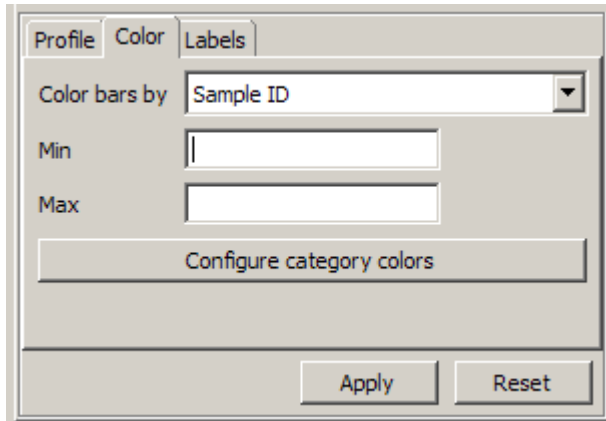 Profile Color Labels
Color bars by Sample ID
Min
Max
Configure category colors
Apply Reset